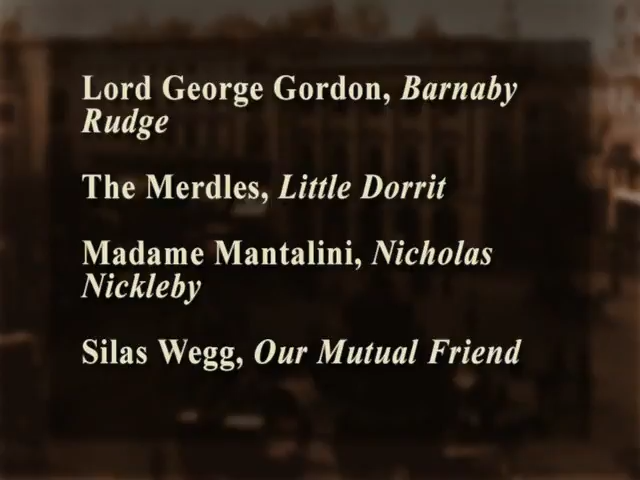 Lord George Gordon, Barnaby
Rudge
The Merdles, Little Dorrit
Madame Mantalini, Nicholas
Nickleby
Silas Wegg, Our Mutual Friend